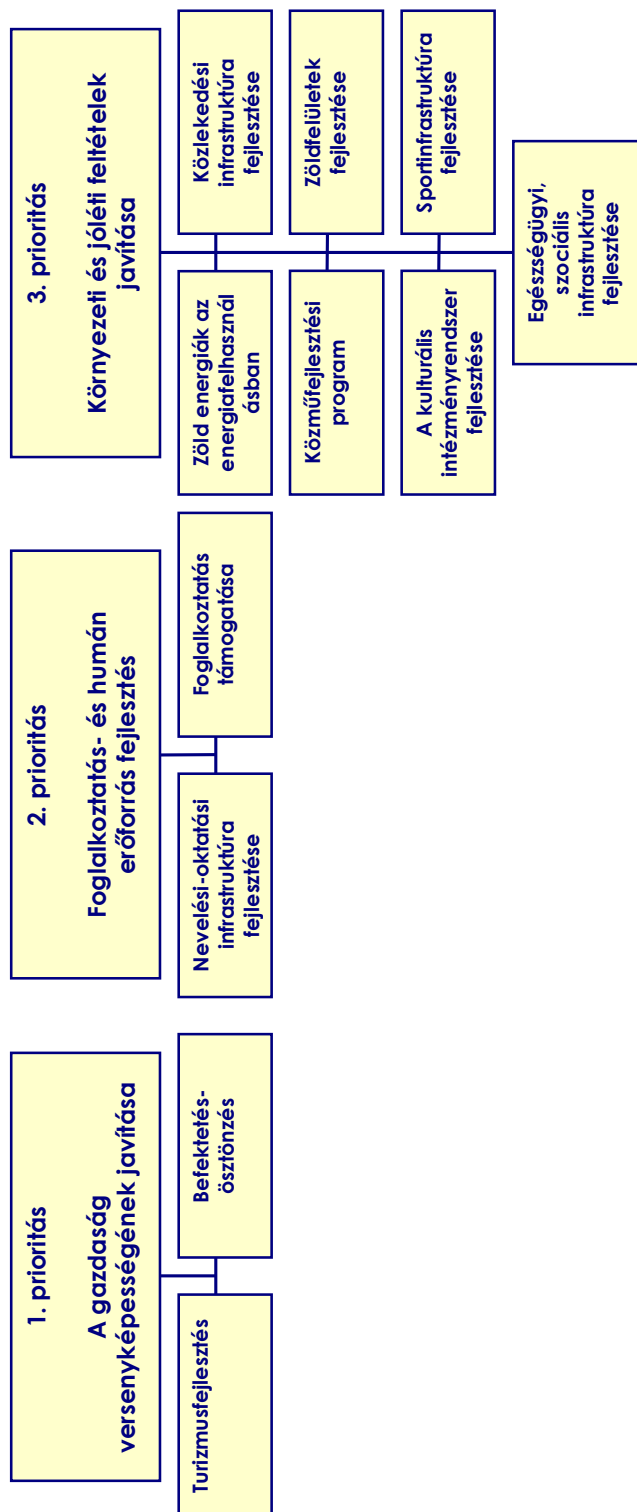 1. prioritás
A gazdaság
versenyképességének javítása
Turizmusfejlesztés
Befektetés-
ösztönzés
2. prioritás
Foglalkoztatás- és humán
erőforrás fejlesztés
Nevelési-oktatási
infrastruktúra
fejlesztése
Foglalkoztatás
támogatása
3. prioritás
Környezeti és jóléti feltételek
javítása
Zöld energiák az
energiafelhasznál
ásban
Közlekedési
infrastruktúra
fejlesztése
Közműfejlesztési
program
Zöldfelületek
fejlesztése
A kulturális
intézményrendszer
fejlesztése
Sportinfrastruktúra
fejlesztése
Egészségügyi,
szociális
infrastruktúra
fejlesztése